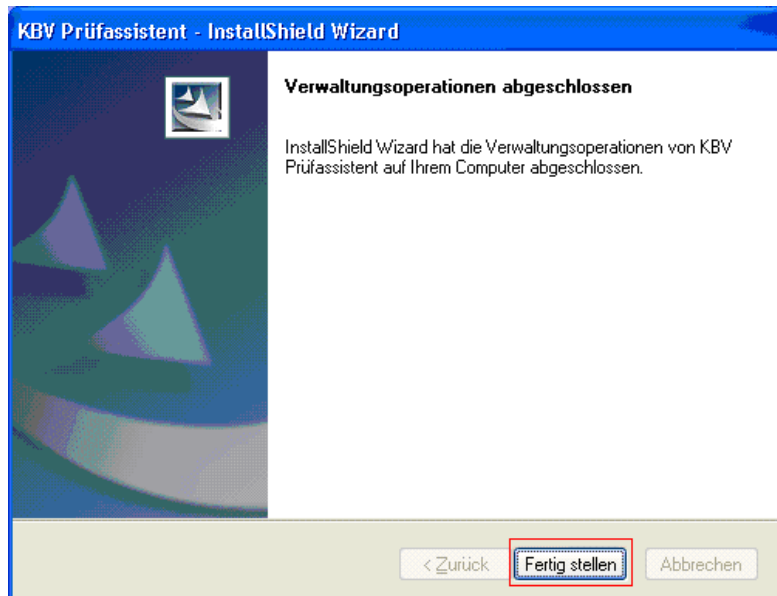 KBV Prüfassistent - InstallShield Wizard
Verwaltungsoperationen abgeschlossen
InstallShield Wizard hat die Verwaltungsoperationen von KBV
Prüfassistent auf Ihrem Computer abgeschlossen.
< Zurück
Fertig stellen
Abbrechen